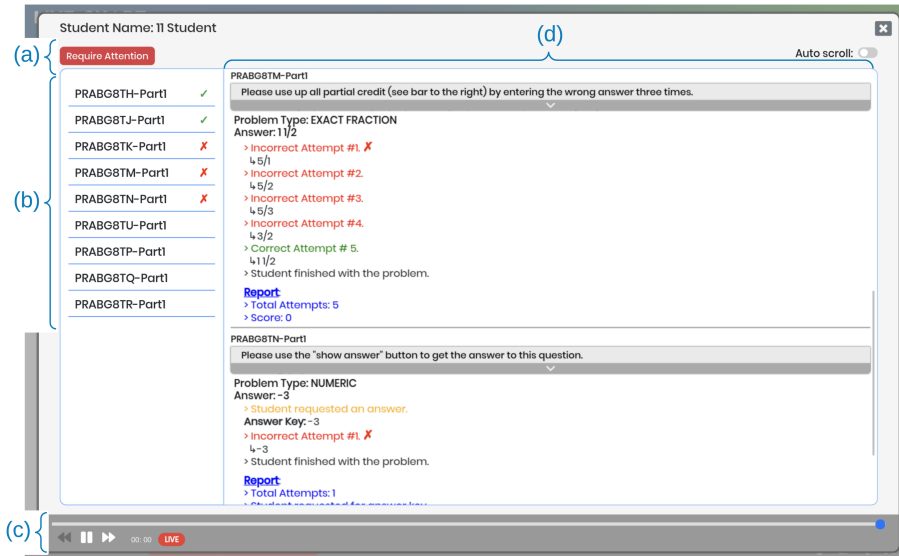 Student Name: 11 Student
(a)
Require Attention
(d)
Auto scroll:
(b)
PRABG8TH-Part1 ✓
PRABG8TJ-Part1 ✓
PRABG8TK-Part1 ✗
PRABG8TM-Part1 ✗
PRABG8TN-Part1 ✗
PRABG8TU-Part1
PRABG8TP-Part1
PRABG8TQ-Part1
PRABG8TR-Part1
PRABG8TM-Part1
Please use up all partial credit (see bar to the right) by entering the wrong answer three times.
Problem Type: EXACT FRACTION
Answer: 1 1/2
> Incorrect Attempt #1. ✗
↳5/1
> Incorrect Attempt #2.
↳5/2
> Incorrect Attempt #3.
↳5/3
> Incorrect Attempt #4.
↳3/2
> Correct Attempt # 5.
↳1 1/2
> Student finished with the problem.
Report:
> Total Attempts: 5
> Score: 0
PRABG8TN-Part1
Please use the "show answer" button to get the answer to this question.
Problem Type: NUMERIC
Answer: -3
> Student requested an answer.
Answer Key: -3
> Incorrect Attempt #1. ✗
↳-3
> Student finished with the problem.
Report:
> Total Attempts: 1
> Student requested for answer key
(c)
00: 00 LIVE